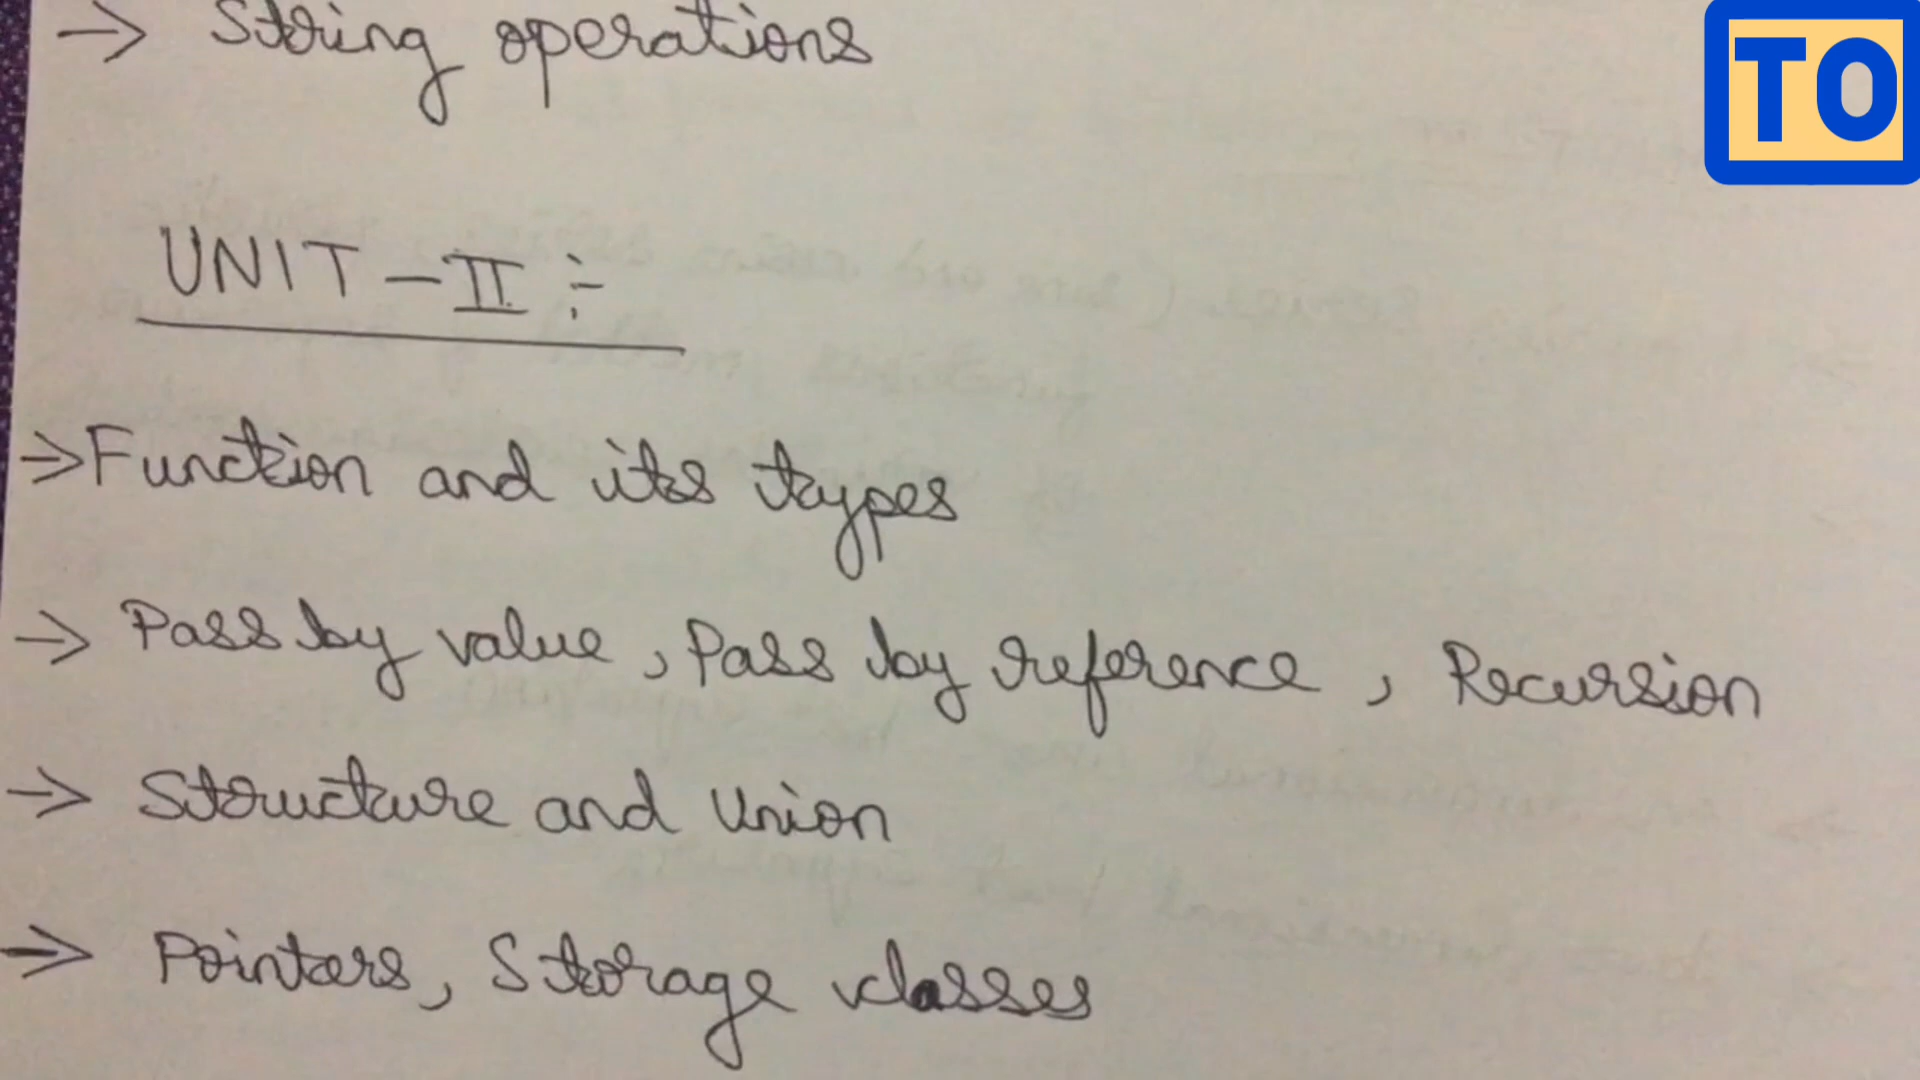 → String operations
TO
UNIT-II :-
→ Function and its types
→ Pass by value, Pass by reference, Recursion
→ Structure and Union
→ Pointers, Storage classes